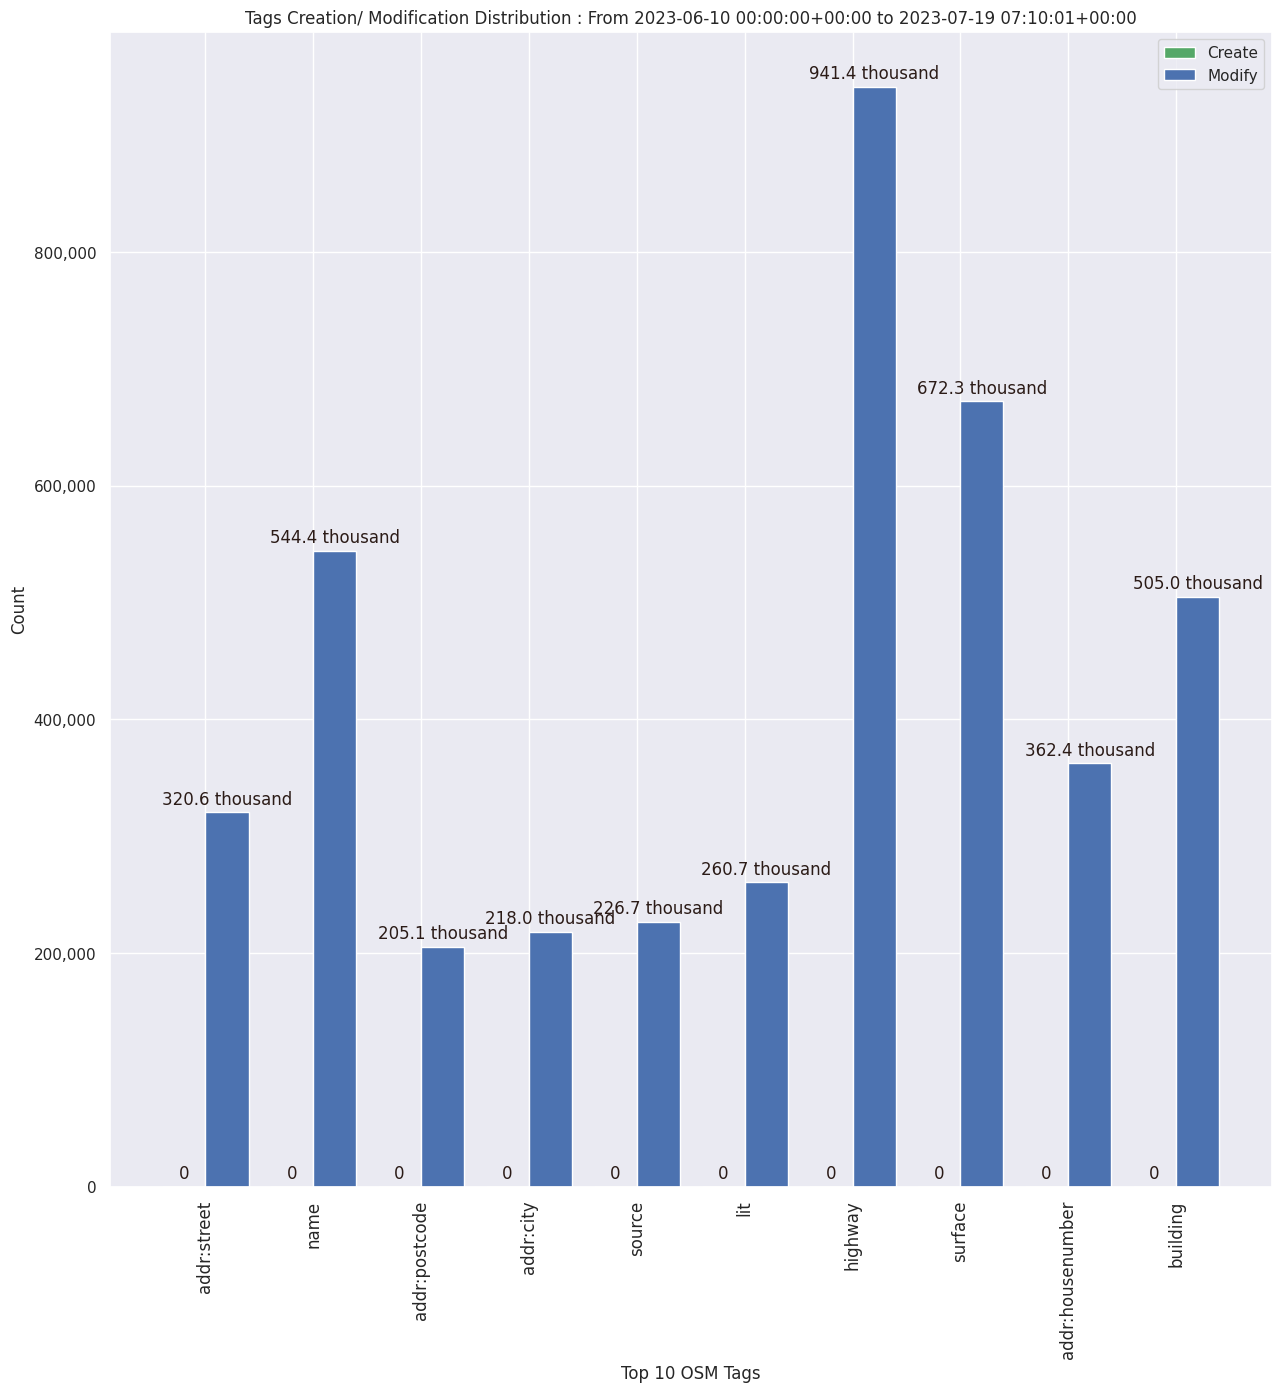 Tags Creation/ Modification Distribution : From 2023-06-10 00:00:00+00:00 to 2023-07-19 07:10:01+00:00
Create
Modify
941.4 thousand
672.3 thousand
544.4 thousand
505.0 thousand
362.4 thousand
320.6 thousand
260.7 thousand
226.7 thousand
218.0 thousand
205.1 thousand
800,000
600,000
400,000
200,000
0
Count
0 0 0 0 0 0 0 0 0 0
addr:street
name
addr:postcode
addr:city
source
lit
highway
surface
addr:housenumber
building
Top 10 OSM Tags